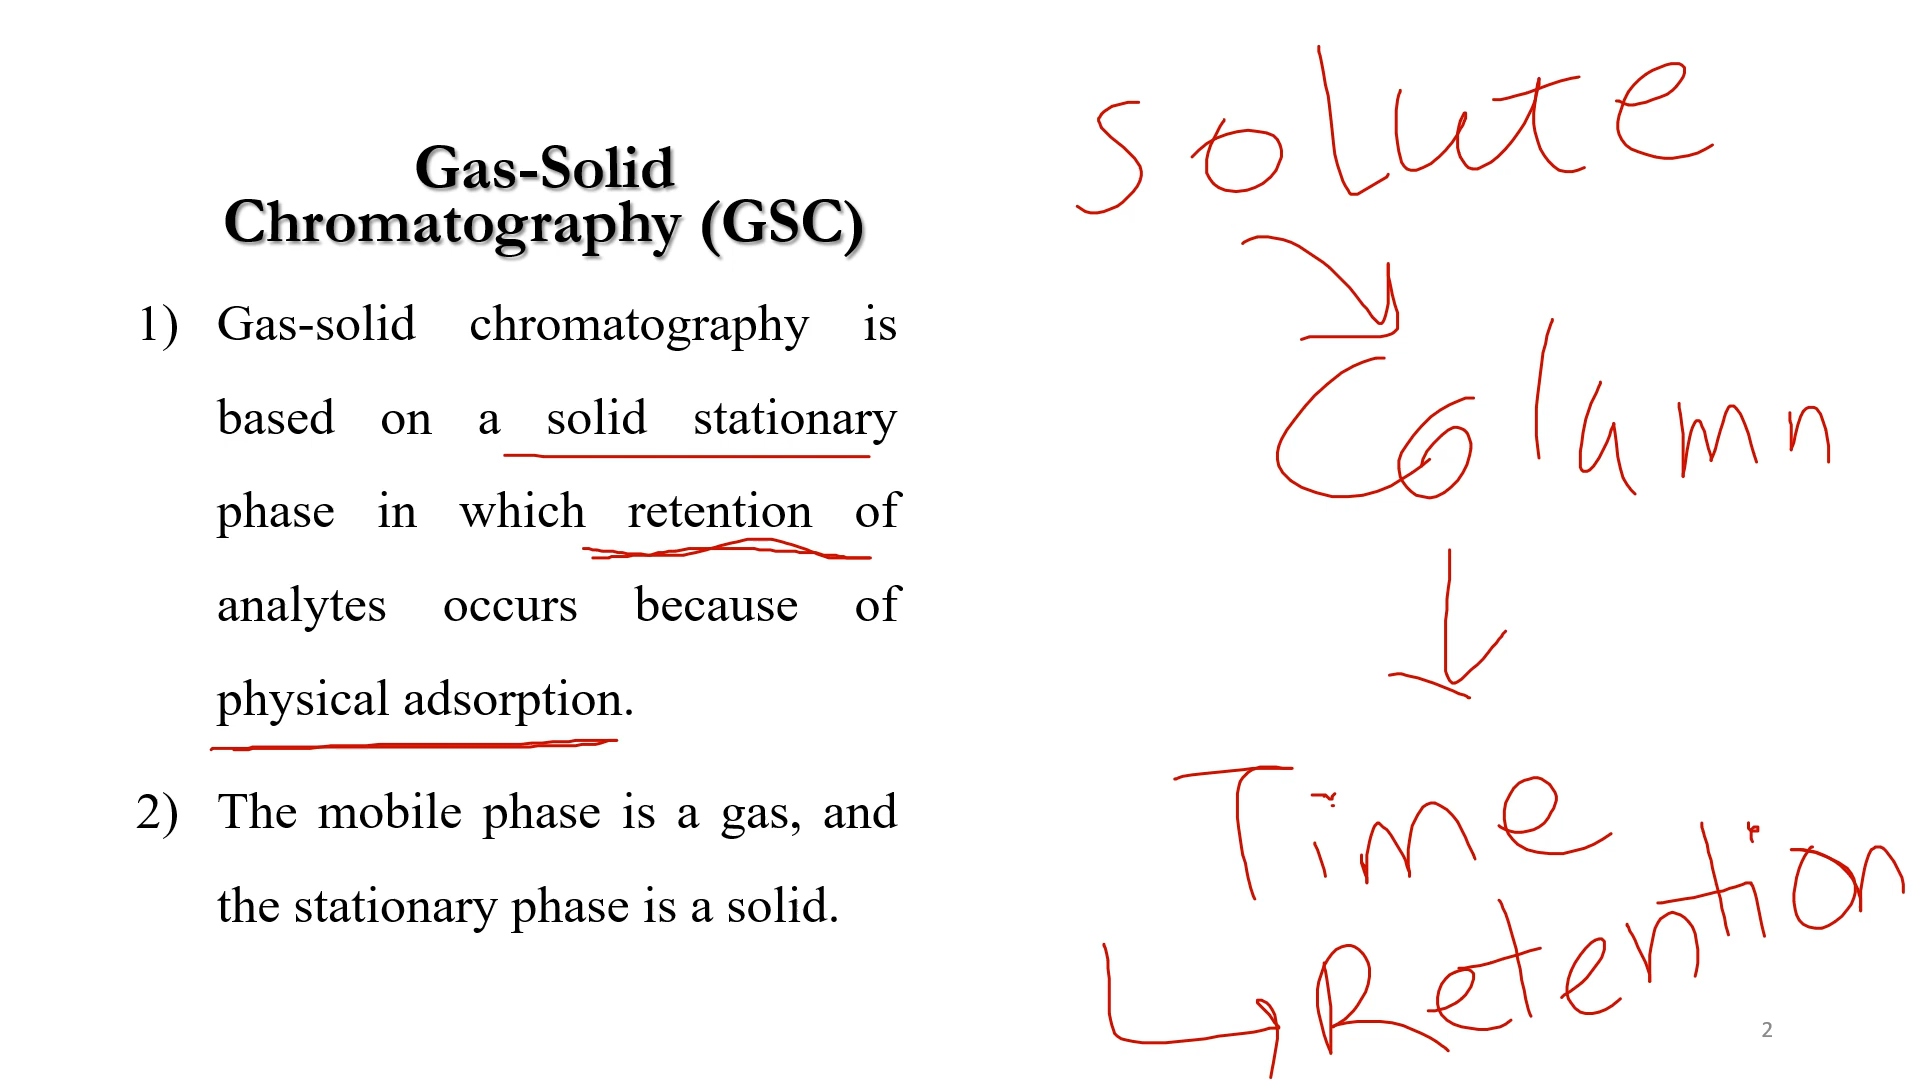 Gas-Solid
Chromatography (GSC)
1) Gas-solid chromatography is
based on a solid stationary
phase in which retention of
analytes occurs because of
physical adsorption.
2) The mobile phase is a gas, and
the stationary phase is a solid.
Solute
Column
Time
Retention
2